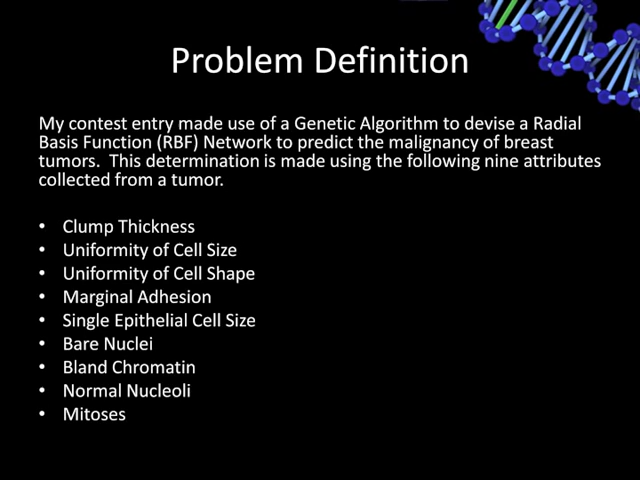 Problem Definition
My contest entry made use of a Genetic Algorithm to devise a Radial
Basis Function (RBF) Network to predict the malignancy of breast
tumors. This determination is made using the following nine attributes
collected from a tumor.
• Clump Thickness
• Uniformity of Cell Size
• Uniformity of Cell Shape
• Marginal Adhesion
• Single Epithelial Cell Size
• Bare Nuclei
• Bland Chromatin
• Normal Nucleoli
• Mitoses